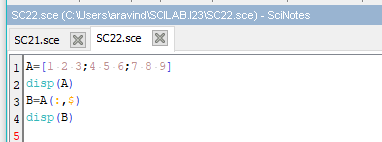 SC22.sce (C:\Users\aravind\SCILAB.I23\SC22.sce) - SciNotes
SC21.sce SC22.sce
1 A=[1 2 3;4 5 6;7 8 9]
2 disp(A)
3 B=A(:,$)
4 disp(B)
5